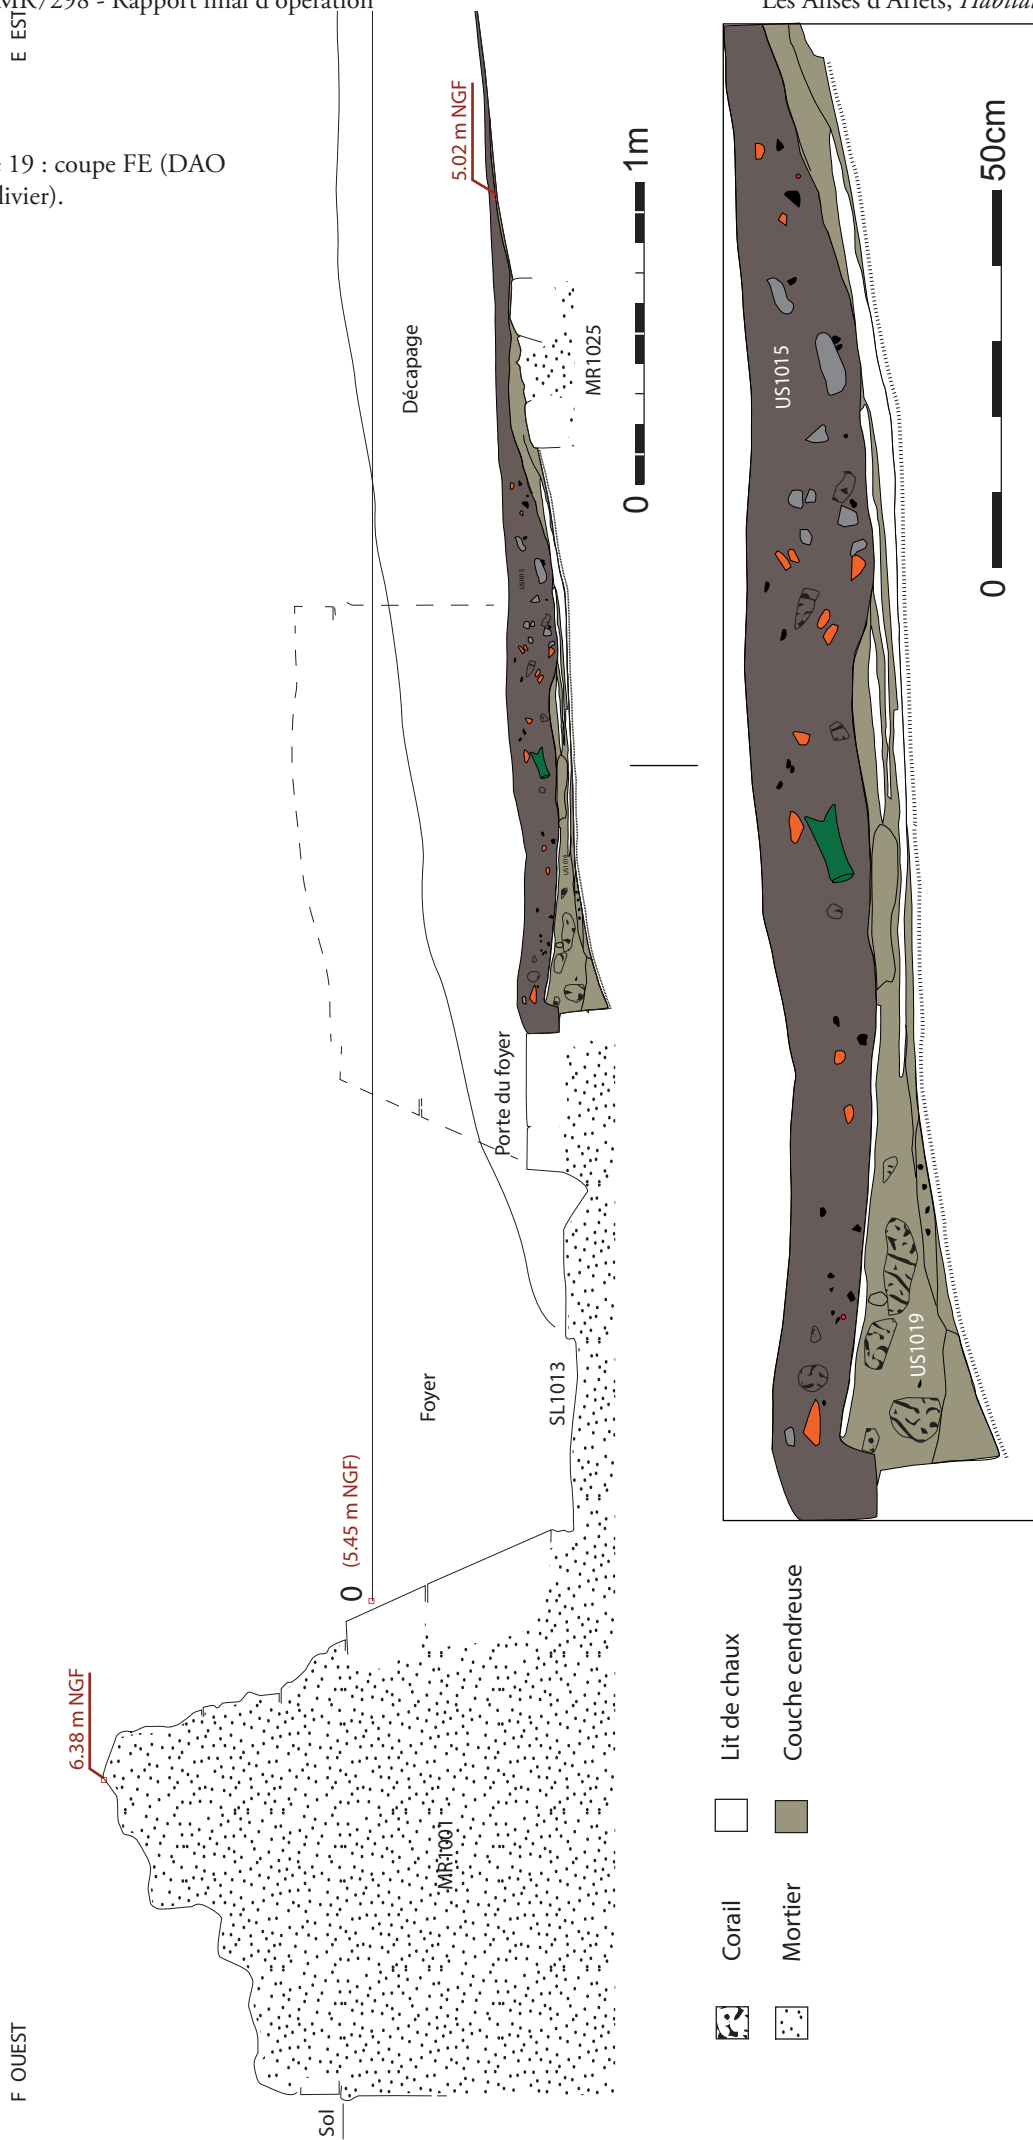 MR/298 - Rapport final d'opération
Les Anses d'Arlets,
19 : coupe FE (DAO
F OUEST
E EST
6.38 m NGF
0 (5.45 m NGF)
5.02 m NGF
Décapage
Foyer
Porte du foyer
SL1013
MR1001
Sol
MR1025
US1015
US1019
0 1m
US1015
US1019
0 50cm
Corail
Lit de chaux
Mortier
Couche cendreuse